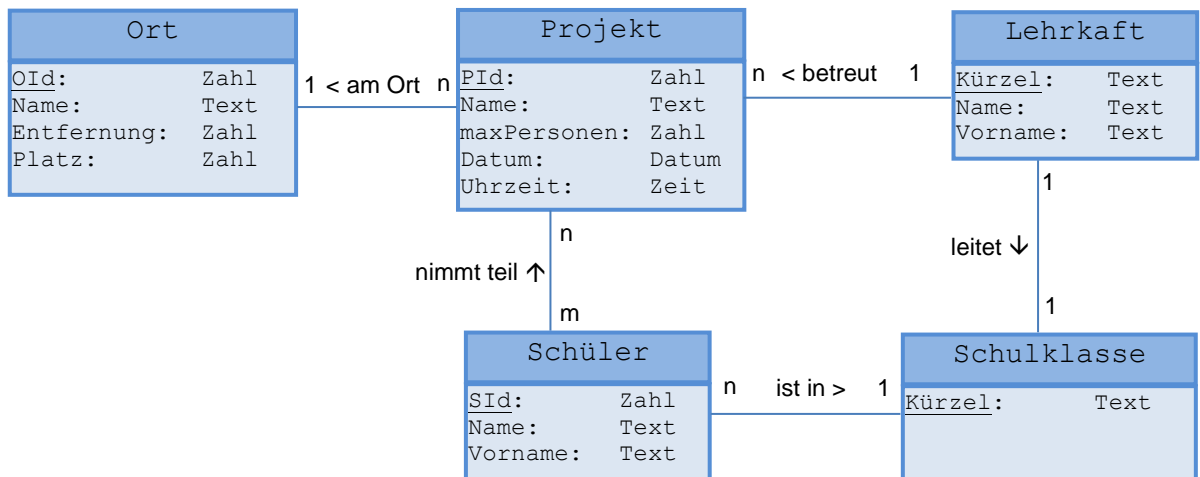 Ort
OId: Zahl
Name: Text
Entfernung: Zahl
Platz: Zahl
1 < am Ort n
Projekt
PId: Zahl
Name: Text
maxPersonen: Zahl
Datum: Datum
Uhrzeit: Zeit
n < betreut 1
Lehrkaft
Kürzel: Text
Name: Text
Vorname: Text
n
nimmt teil ↑
m
1
leitet ↓
1
Schüler
SId: Zahl
Name: Text
Vorname: Text
n ist in > 1
Schulklasse
Kürzel: Text